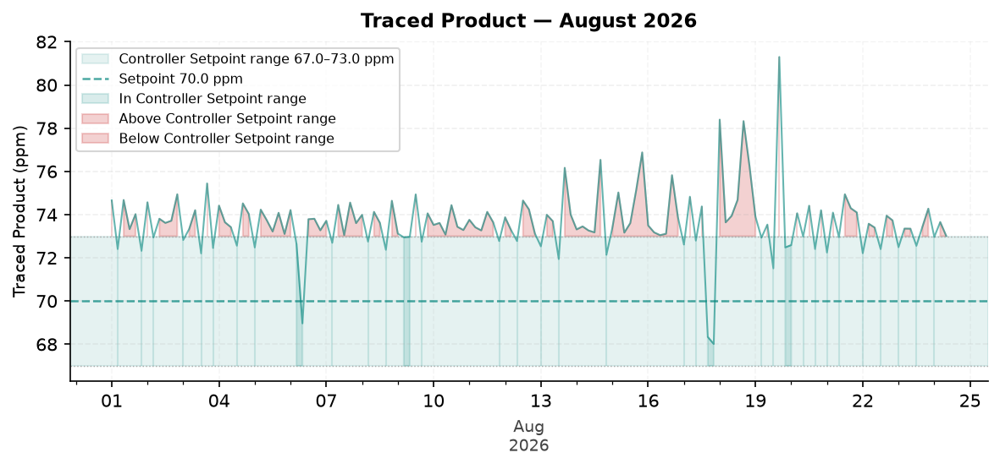 Traced Product — August 2026
Traced Product (ppm)
82
80
78
76
74
72
70
68
Controller Setpoint range 67.0–73.0 ppm
Setpoint 70.0 ppm
In Controller Setpoint range
Above Controller Setpoint range
Below Controller Setpoint range
01 04 07 10 13 16 19 22 25
Aug
2026